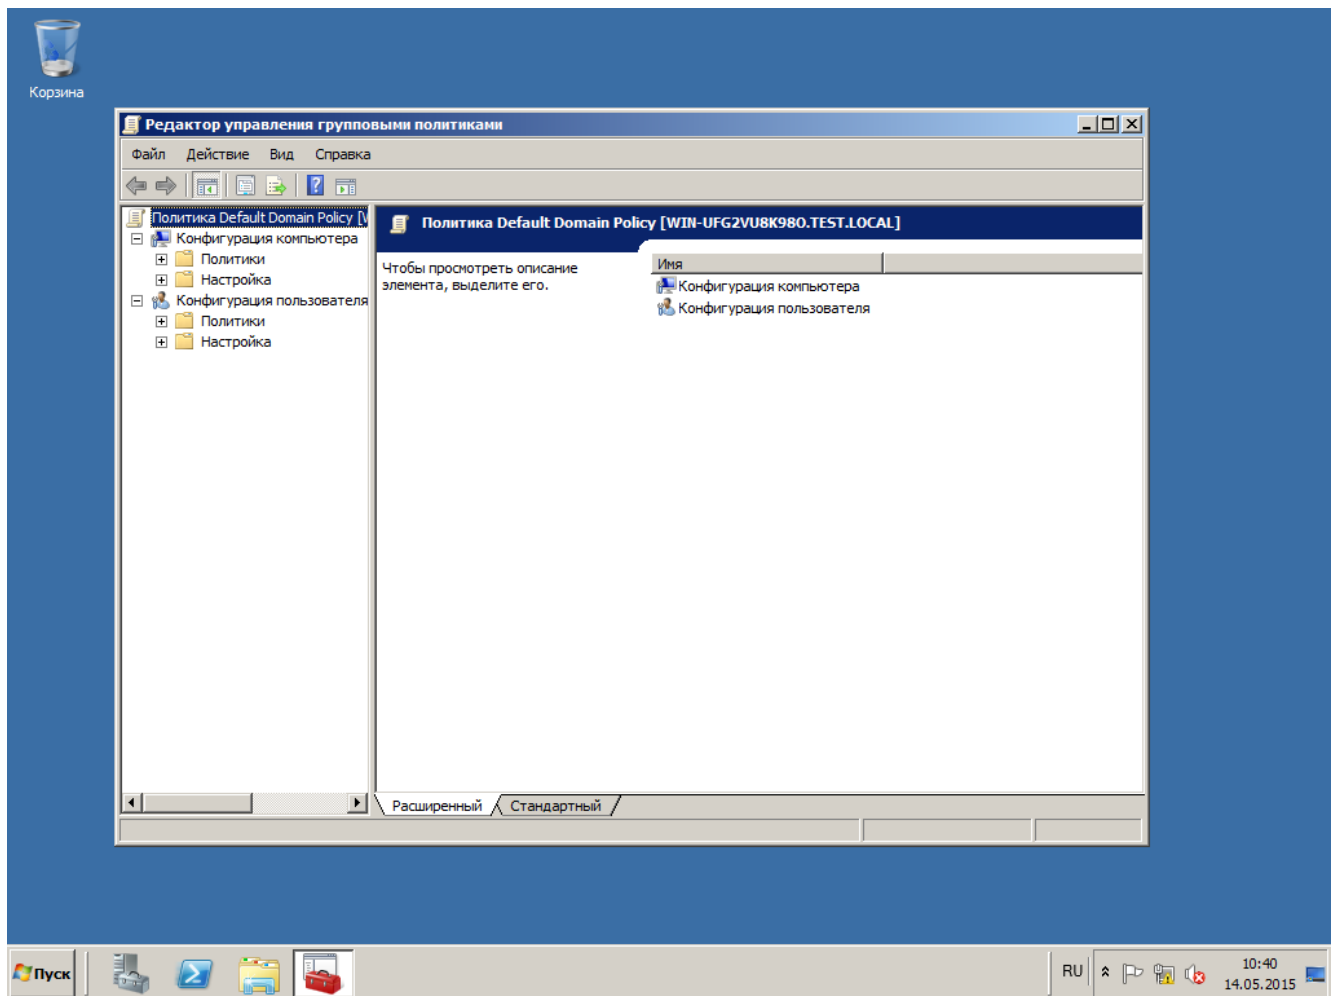 Корзина
Редактор управления групповыми политиками
Файл Действие Вид Справка
Политика Default Domain Policy [W
Конфигурация компьютера
Политики
Настройка
Конфигурация пользователя
Политики
Настройка
Политика Default Domain Policy [WIN-UFG2VU8K98O.TEST.LOCAL]
Чтобы просмотреть описание
элемента, выделите его.
Имя
Конфигурация компьютера
Конфигурация пользователя
Расширенный Стандартный
Пуск
RU
10:40
14.05.2015